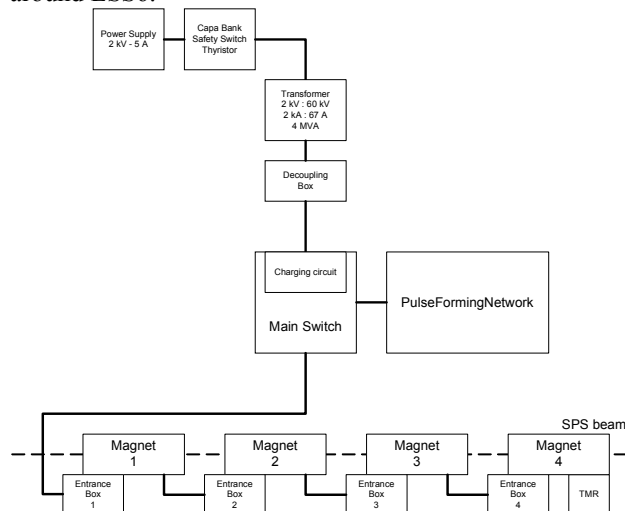 around LSS6.
Power Supply
2 kV - 5 A
Capa Bank
Safety Switch
Thyristor
Transformer
2 kV : 60 kV
2 kA : 67 A
4 MVA
Decoupling
Box
Charging circuit
Main Switch
PulseFormingNetwork
SPS beam
Magnet
1
Magnet
2
Magnet
3
Magnet
4
Entrance
Box
1
Entrance
Box
2
Entrance
Box
3
Entrance
Box
4
TMR